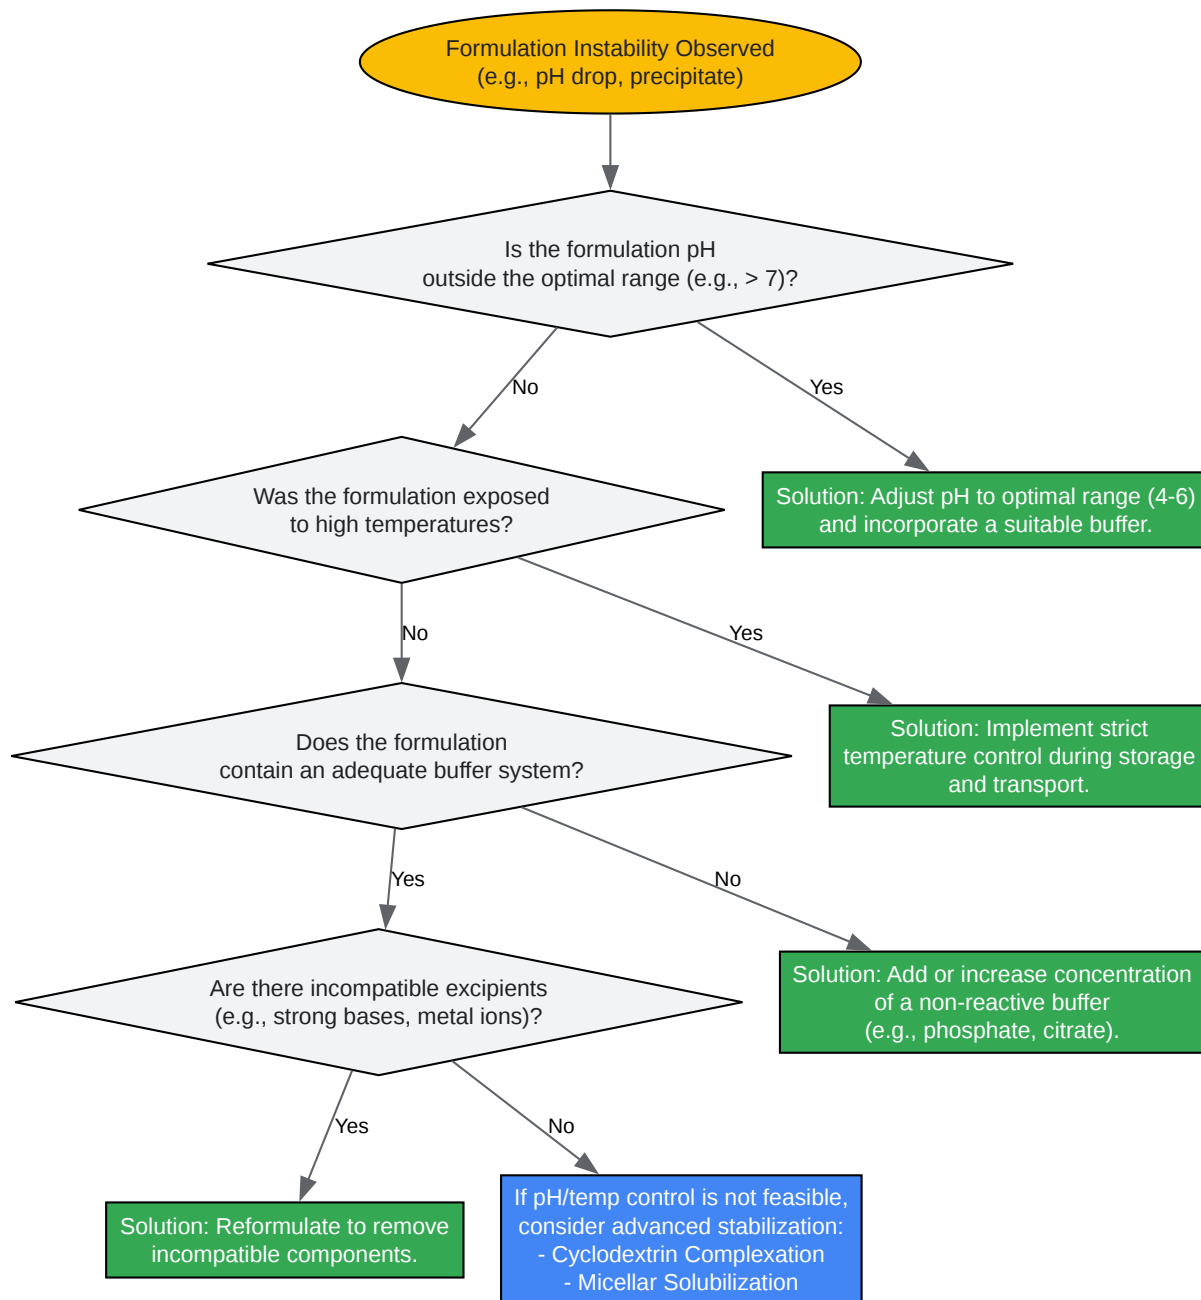 Formulation Instability Observed
(e.g., pH drop, precipitate)
Is the formulation pH
outside the optimal range (e.g., > 7)?
No
Yes
Was the formulation exposed
to high temperatures?
Solution: Adjust pH to optimal range (4-6)
and incorporate a suitable buffer.
No
Yes
Does the formulation
contain an adequate buffer system?
Solution: Implement strict
temperature control during storage
and transport.
Yes
No
Are there incompatible excipients
(e.g., strong bases, metal ions)?
Solution: Add or increase concentration
of a non-reactive buffer
(e.g., phosphate, citrate).
Yes
No
Solution: Reformulate to remove
incompatible components.
If pH/temp control is not feasible,
consider advanced stabilization:
- Cyclodextrin Complexation
- Micellar Solubilization